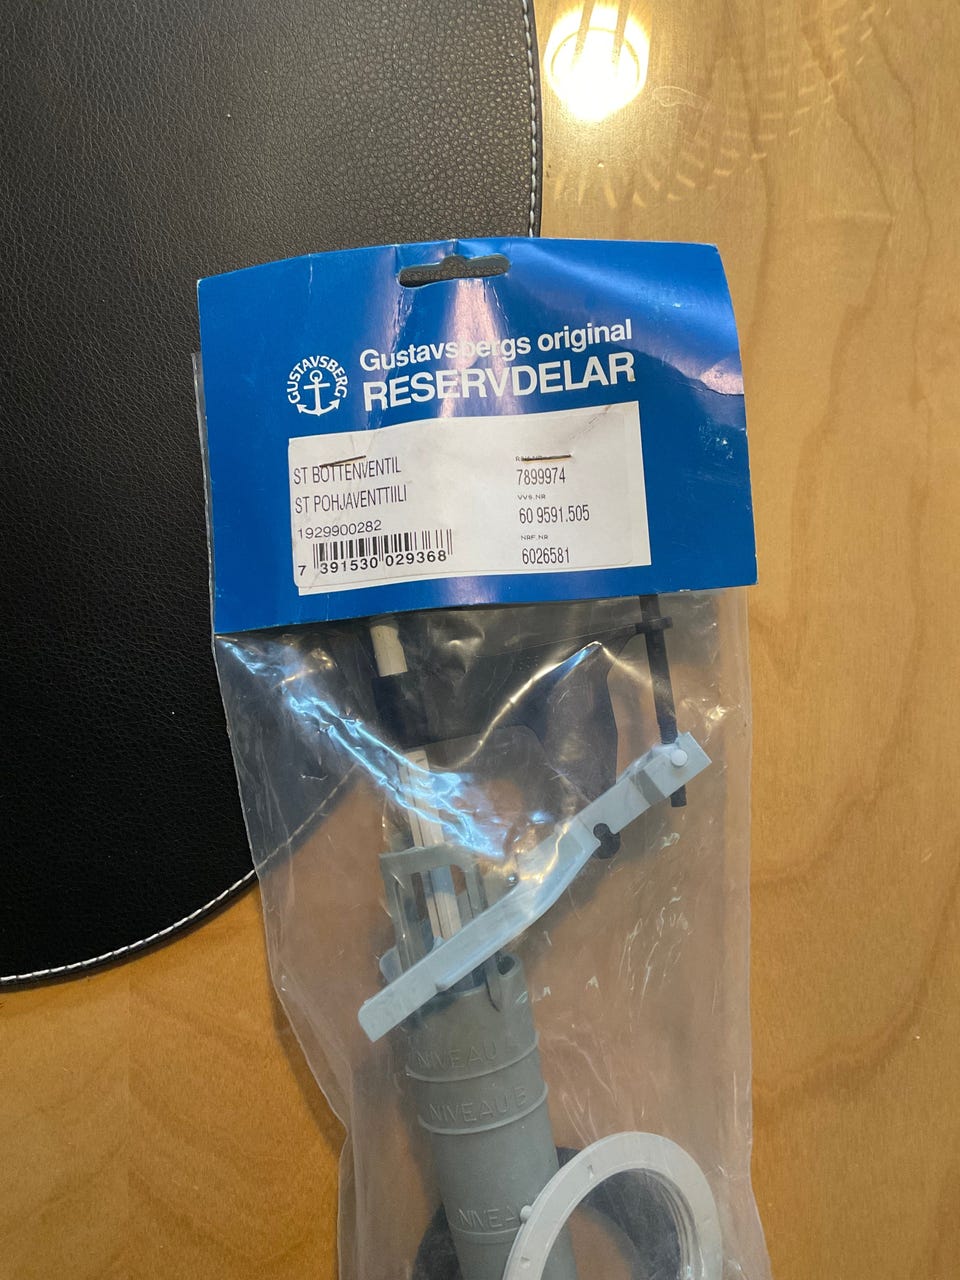 GUSTAVSBERG
Gustavsbergs original
RESERVDELAR
ST BOTTENVENTIL
ST POHJAVENTTIILI
1929900282
7 391530 029368
7899974
VVS.NR
60 9591.505
NRF.NR
6026581
NIVEAU
NIVEAU B